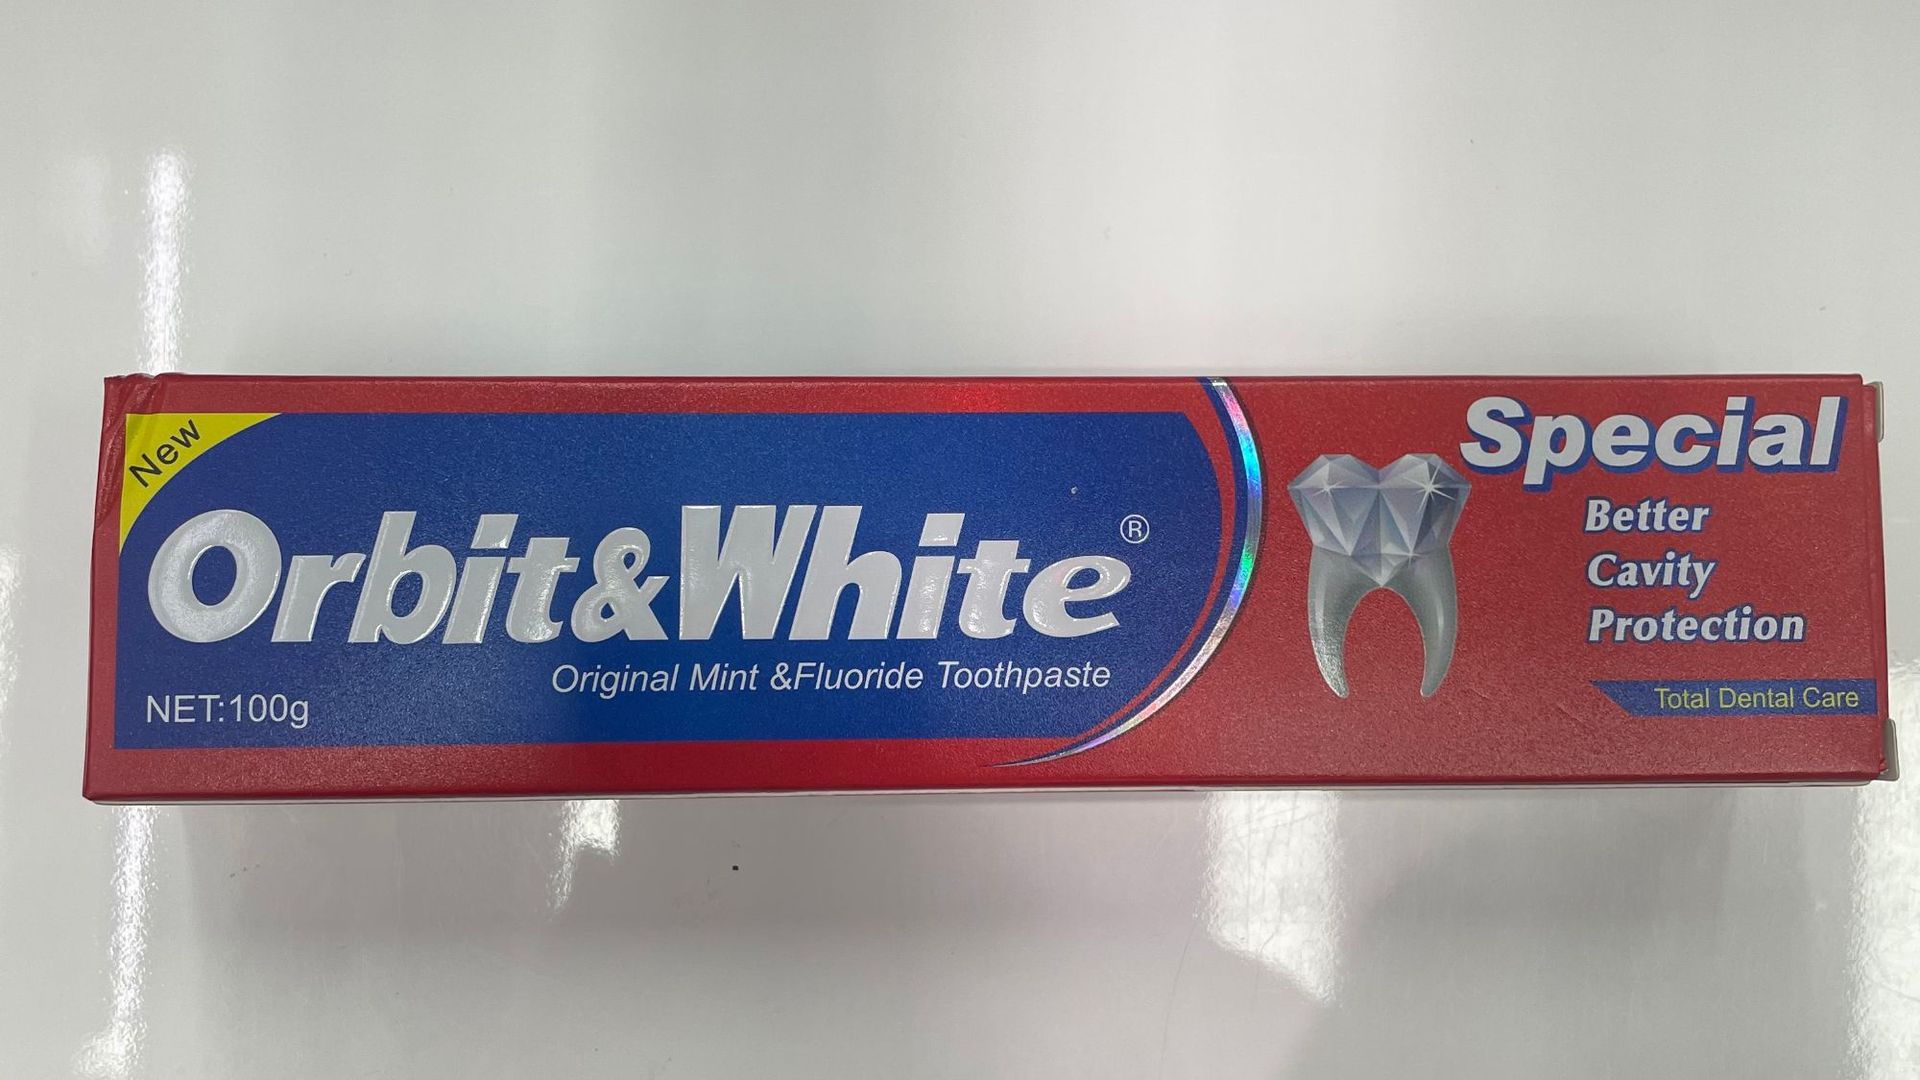 New
Orbit&White®
Original Mint &Fluoride Toothpaste
NET:100g
Special
Better
Cavity
Protection
Total Dental Care